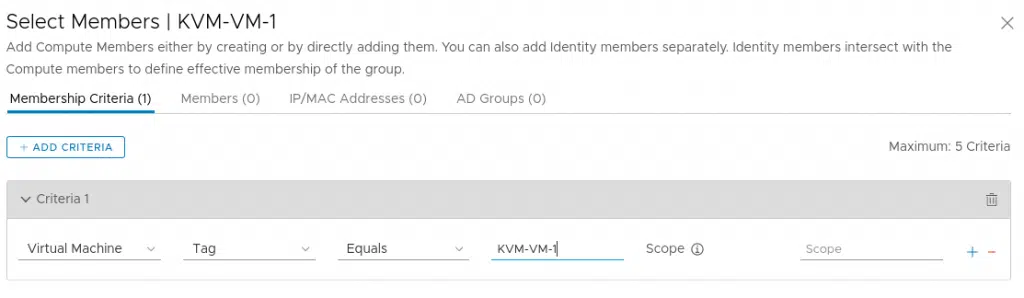 Select Members | KVM-VM-1
Add Compute Members either by creating or by directly adding them. You can also add Identity members separately. Identity members intersect with the
Compute members to define effective membership of the group.
Membership Criteria (1) Members (0) IP/MAC Addresses (0) AD Groups (0)
+ ADD CRITERIA Maximum: 5 Criteria
Criteria 1
Virtual Machine Tag Equals KVM-VM-1 Scope Scope